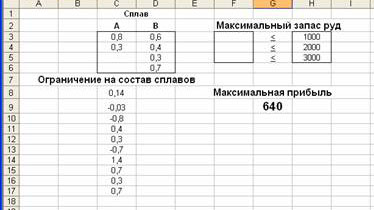 A B C D E F G H I
1 Сплав
2 А В Максимальный запас руд
3 0,8 0,6 ≤ 1000
4 0,3 0,4 ≤ 2000
5 0,3 ≤ 3000
6 0,7
7 Ограничение на состав сплавов
8 0,14 Максимальная прибыль
9 -0,03 640
10 -0,8
11 0,4
12 0,3
13 -0,7
14 1,4
15 0,7
16 0,3
17 0,7